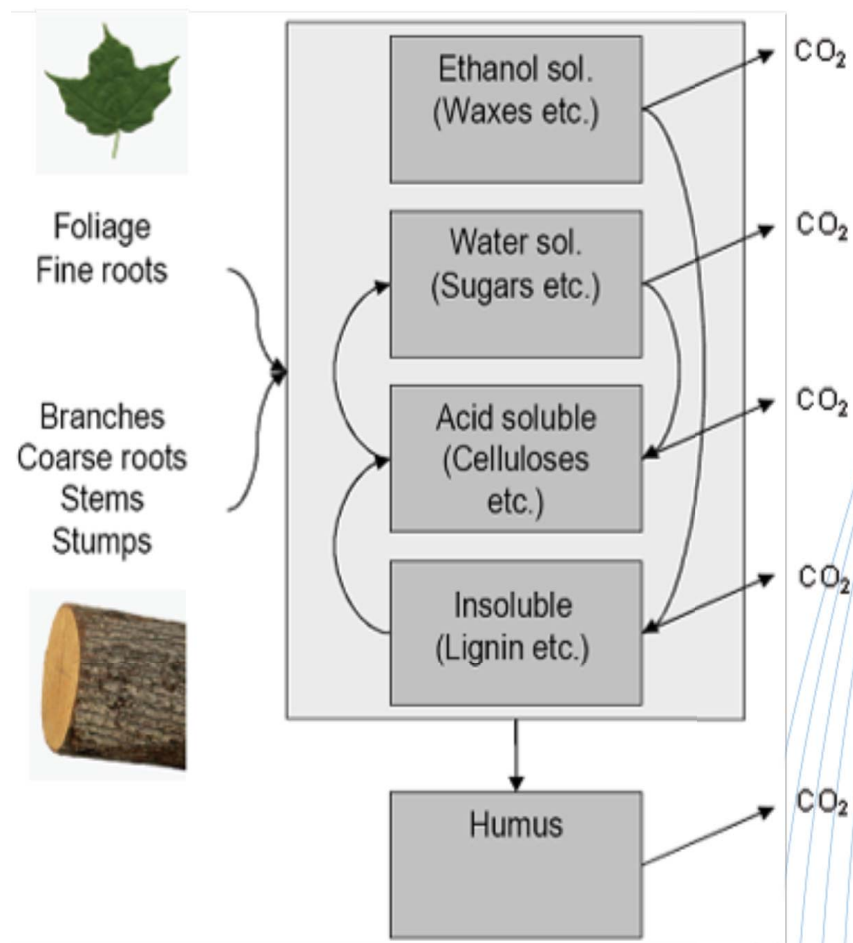 Foliage
Fine roots
Branches
Coarse roots
Stems
Stumps
Ethanol sol.
(Waxes etc.)
CO₂
Water sol.
(Sugars etc.)
CO₂
Acid soluble
(Celluloses
etc.)
CO₂
Insoluble
(Lignin etc.)
CO₂
Humus
CO₂